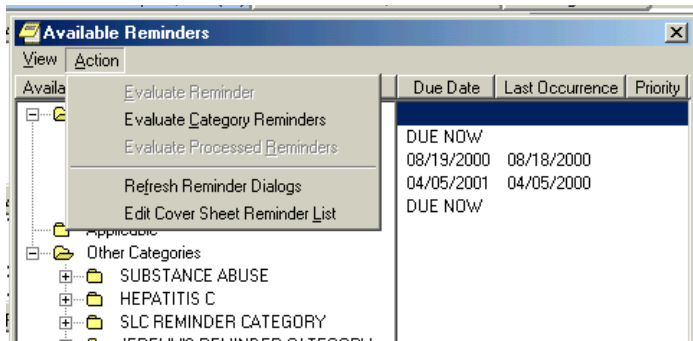 Available Reminders
View Action
Availa Due Date Last Occurrence Priority
Evaluate Reminder
Evaluate Category Reminders
DUE NOW
Evaluate Processed Reminders
08/19/2000 08/18/2000
04/05/2001 04/05/2000
Refresh Reminder Dialogs
DUE NOW
Edit Cover Sheet Reminder List
Applicable
Other Categories
SUBSTANCE ABUSE
HEPATITIS C
SLC REMINDER CATEGORY